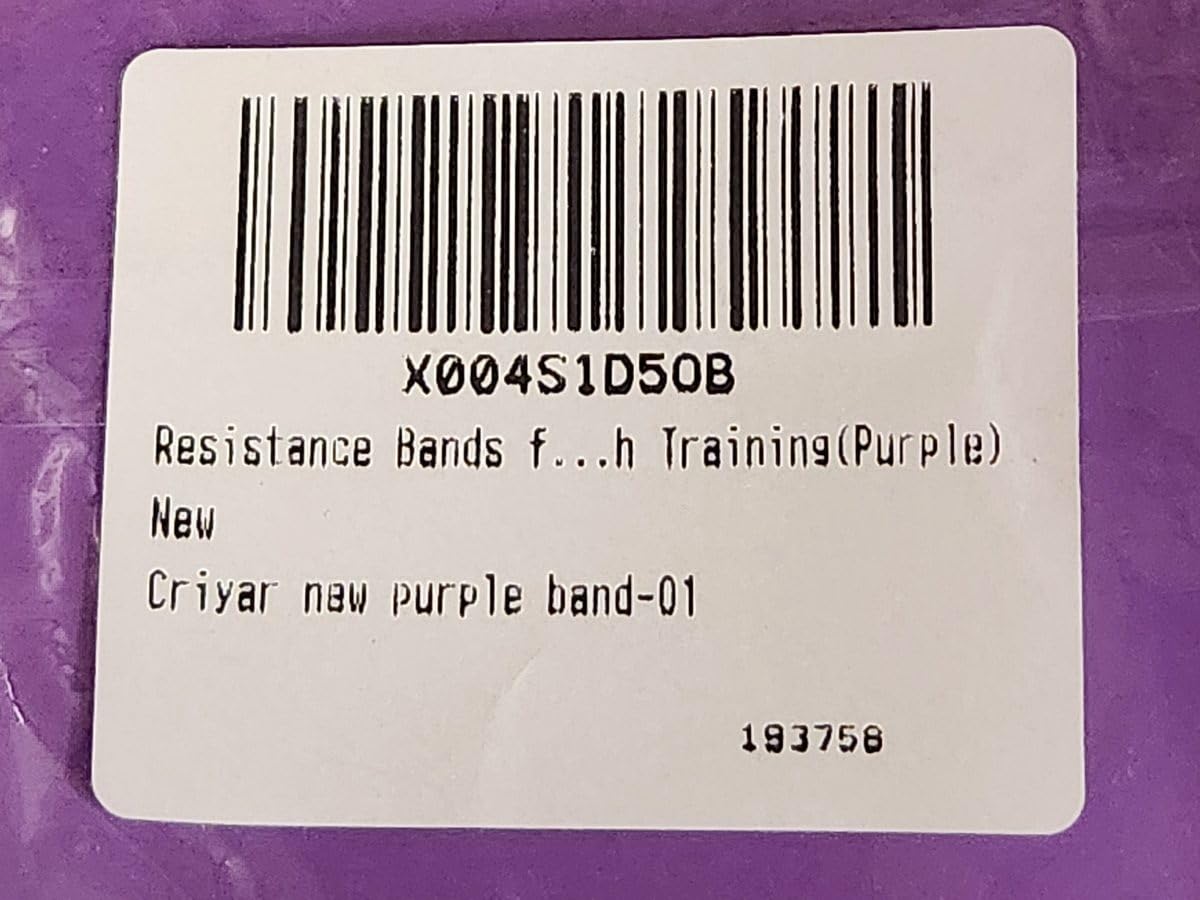 X004S1D5OB
Resistance Bands f...h Training(Purple)
New
Criyar new purple band-01
193758